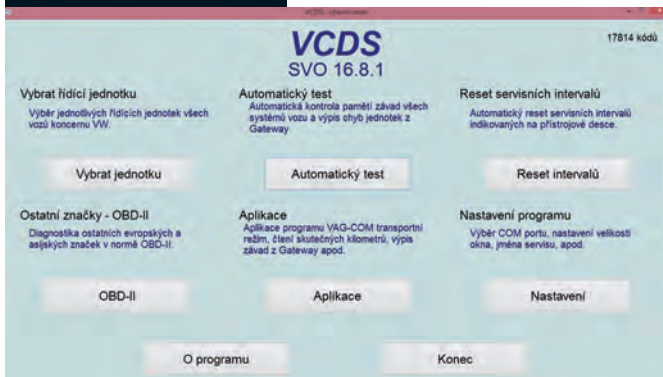 VCDS
SVO 16.8.1
17814 kódů
Vybrat řídící jednotku
Výběr jednotlivých řídících jednotek všech
vozů koncernu VW.
Vybrat jednotku
Automatický test
Automatická kontrola pamětí závad všech
systémů vozu a výpis chyb jednotek z
Gateway
Automatický test
Reset servisních intervalů
Automatický reset servisních intervalů
indikovaných na přístrojové desce.
Reset intervalů
Ostatní značky - OBD-II
Diagnostika ostatních evropských a
asijských značek v normě OBD-II.
OBD-II
Aplikace
Aplikace programu VAG-COM transportní
režim, čtení skutečných kilometrů, výpis
závad z Gateway apod.
Aplikace
Nastavení programu
Výběr COM portu, nastavení velikosti
okna, jména servisu, apod.
Nastavení
O programu
Konec